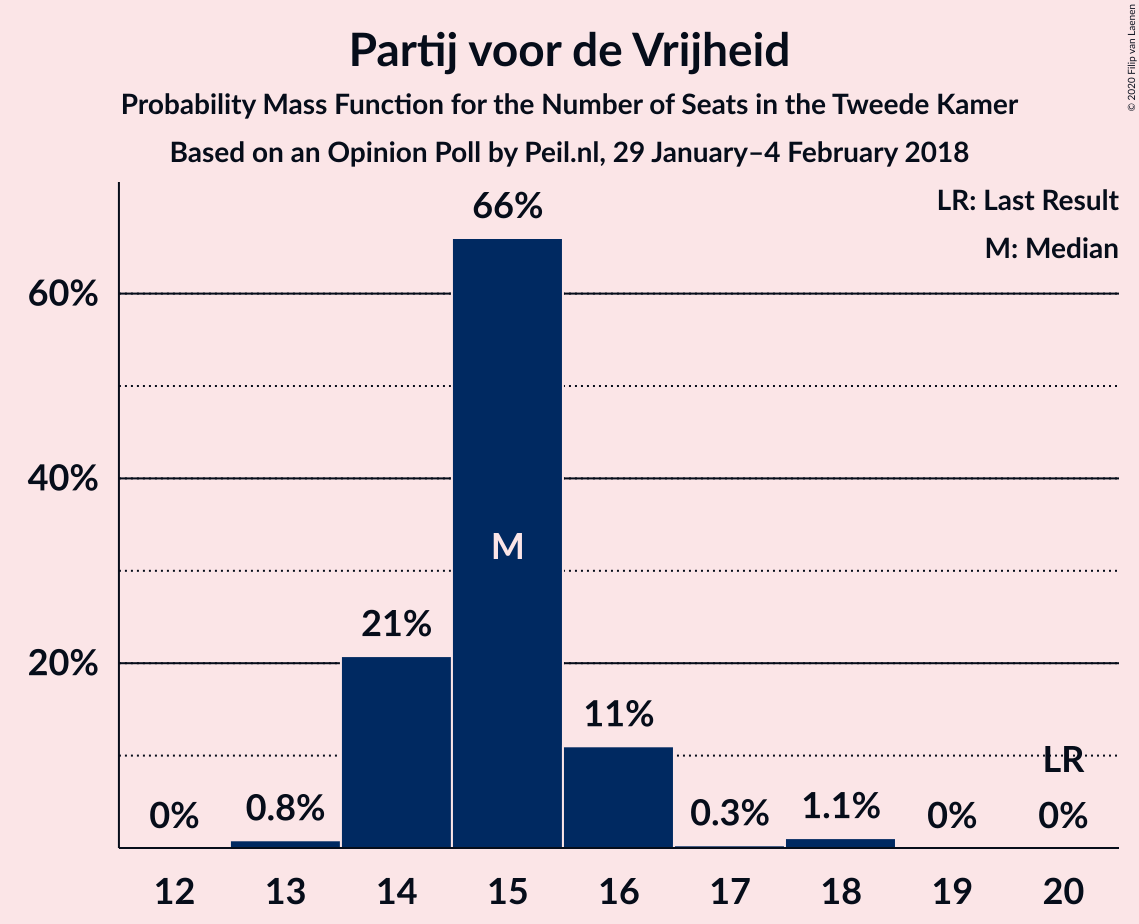 Partij voor de Vrijheid
Probability Mass Function for the Number of Seats in the Tweede Kamer
Based on an Opinion Poll by Peil.nl, 29 January–4 February 2018
© 2020 Filip van Laenen
LR: Last Result
M: Median
60%
40%
20%
0%
0.8%
21%
66%
M
11%
0.3%
1.1%
0%
LR
0%
12 13 14 15 16 17 18 19 20